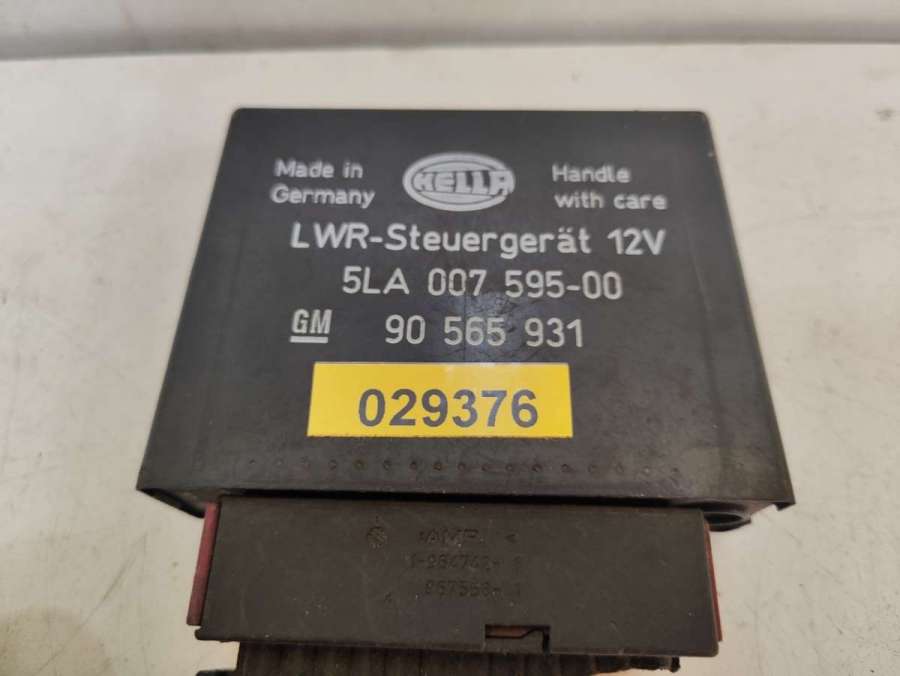 Made in
Germany
HELLA
Handle
with care
LWR-Steuergerät 12V
5LA 007 595-00
GM
90 565 931
029376
AMP